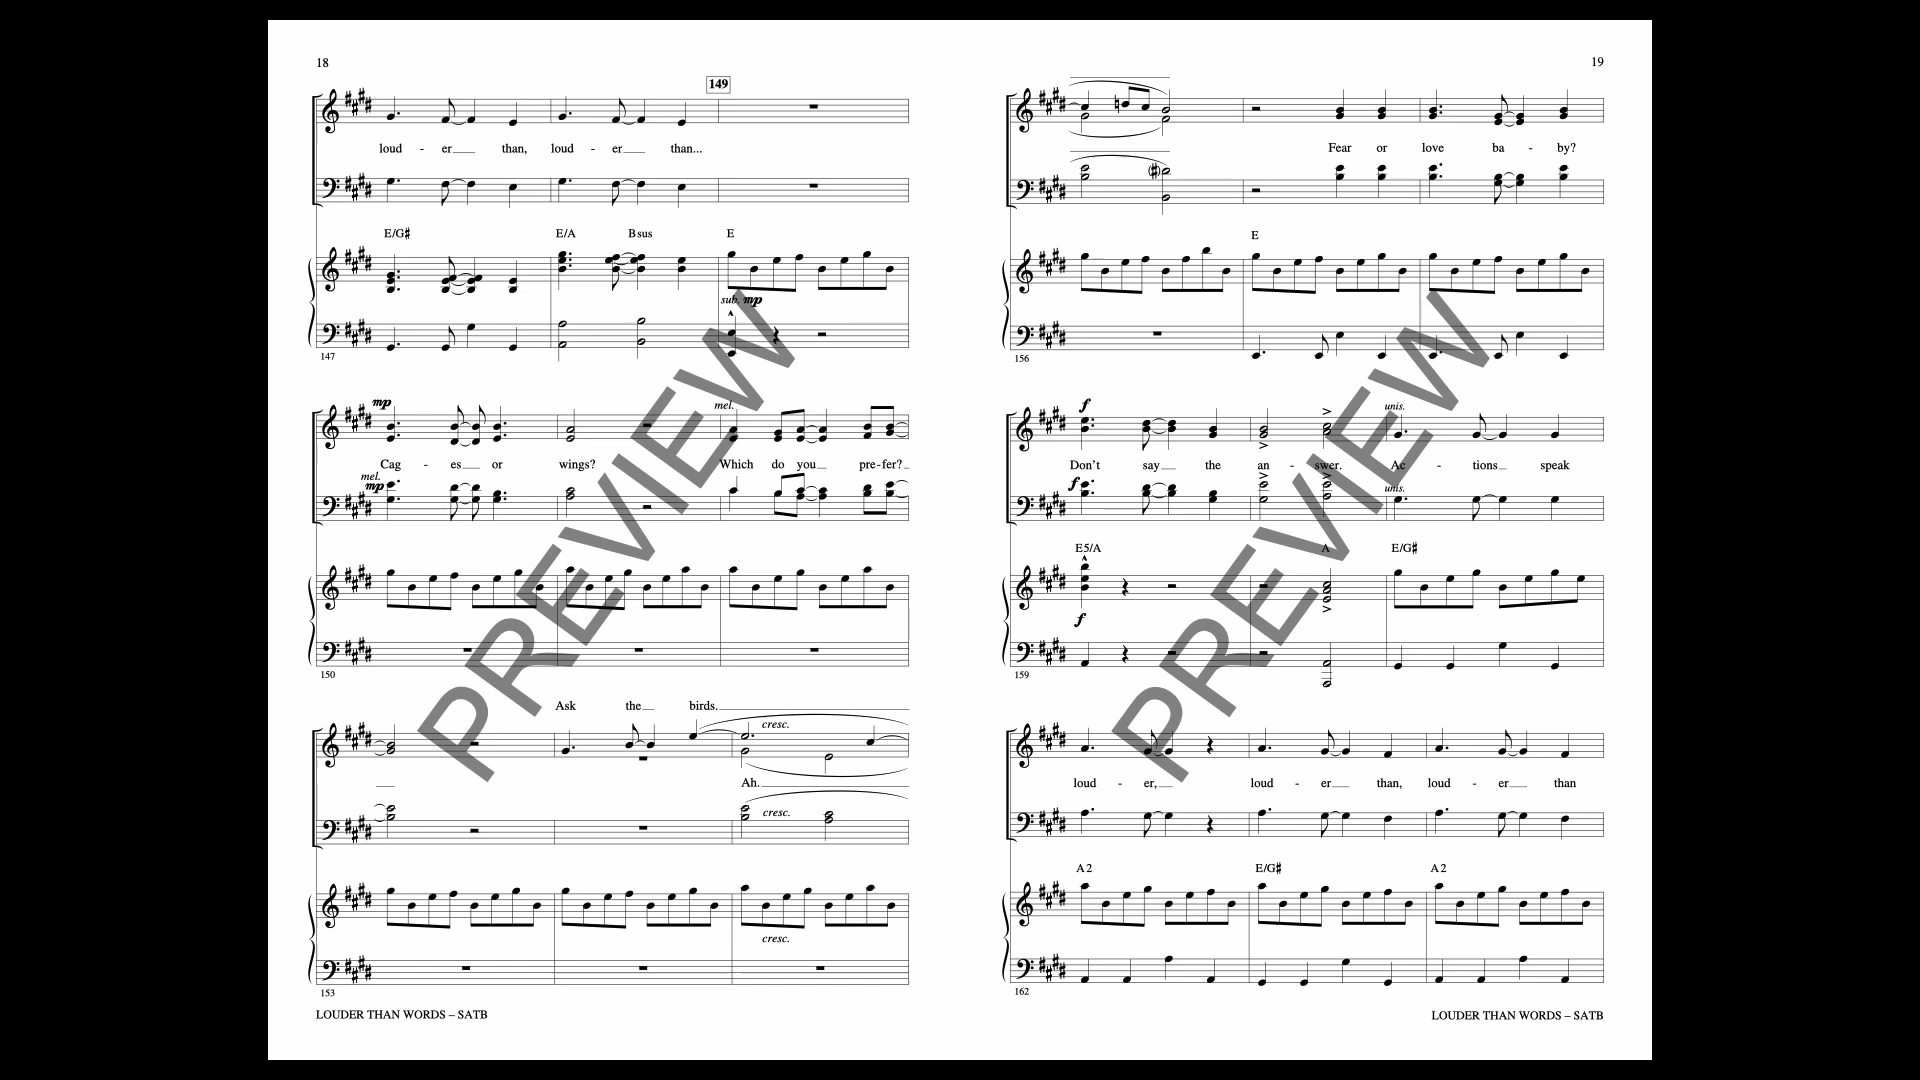 18
149
loud - er than, loud - er than...
E/G♯ E/A Bsus E
sub. mp
147
mp mel.
Cag - es or wings? Which do you pre-fer?
mel.
mp
150
Ask the birds.
cresc.
Ah.
cresc.
cresc.
153
LOUDER THAN WORDS – SATB
19
Fear or love ba - by?
E
156
f unis.
Don't say the an - swer. Ac - tions speak
f unis.
E5/A A E/G♯
f
159
loud - er, loud - er than, loud - er than
A2 E/G♯ A2
162
LOUDER THAN WORDS – SATB
PREVIEW
PREVIEW